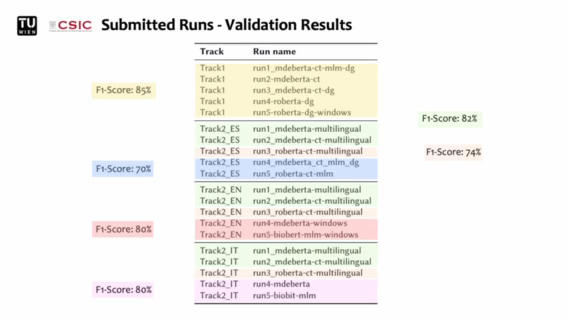 TU WIEN CSIC Submitted Runs - Validation Results
Track Run name
Track1 run1_mdeberta-ct-mlm-dg
Track1 run2-mdeberta-ct
F1-Score: 85% Track1 run3_mdeberta-ct-dg
Track1 run4-roberta-dg
Track1 run5-roberta-dg-windows
F1-Score: 82%
Track2_ES run1_mdeberta-multilingual
Track2_ES run2_mdeberta-ct-multilingual
Track2_ES run3_roberta-ct-multilingual F1-Score: 74%
Track2_ES run4_mdeberta_ct_mlm_dg
F1-Score: 70% Track2_ES run5_roberta-ct-mlm
Track2_EN run1_mdeberta-multilingual
Track2_EN run2_mdeberta-ct-multilingual
Track2_EN run3_roberta-ct-multilingual
Track2_EN run4-mdeberta-windows
F1-Score: 80% Track2_EN run5-biobert-mlm-windows
Track2_IT run1_mdeberta-multilingual
Track2_IT run2_mdeberta-ct-multilingual
Track2_IT run3_roberta-ct-multilingual
Track2_IT run4-mdeberta
F1-Score: 80% Track2_IT run5-biobit-mlm